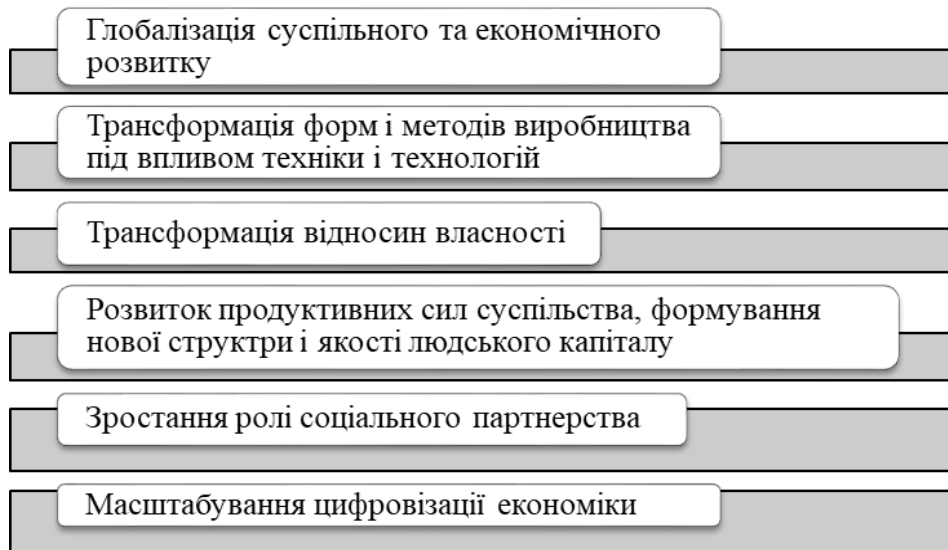 Глобалізація суспільного та економічного
розвитку
Трансформація форм і методів виробництва
під впливом техніки і технологій
Трансформація відносин власності
Розвиток продуктивних сил суспільства, формування
нової структри і якості людського капіталу
Зростання ролі соціального партнерства
Масштабування цифровізації економіки